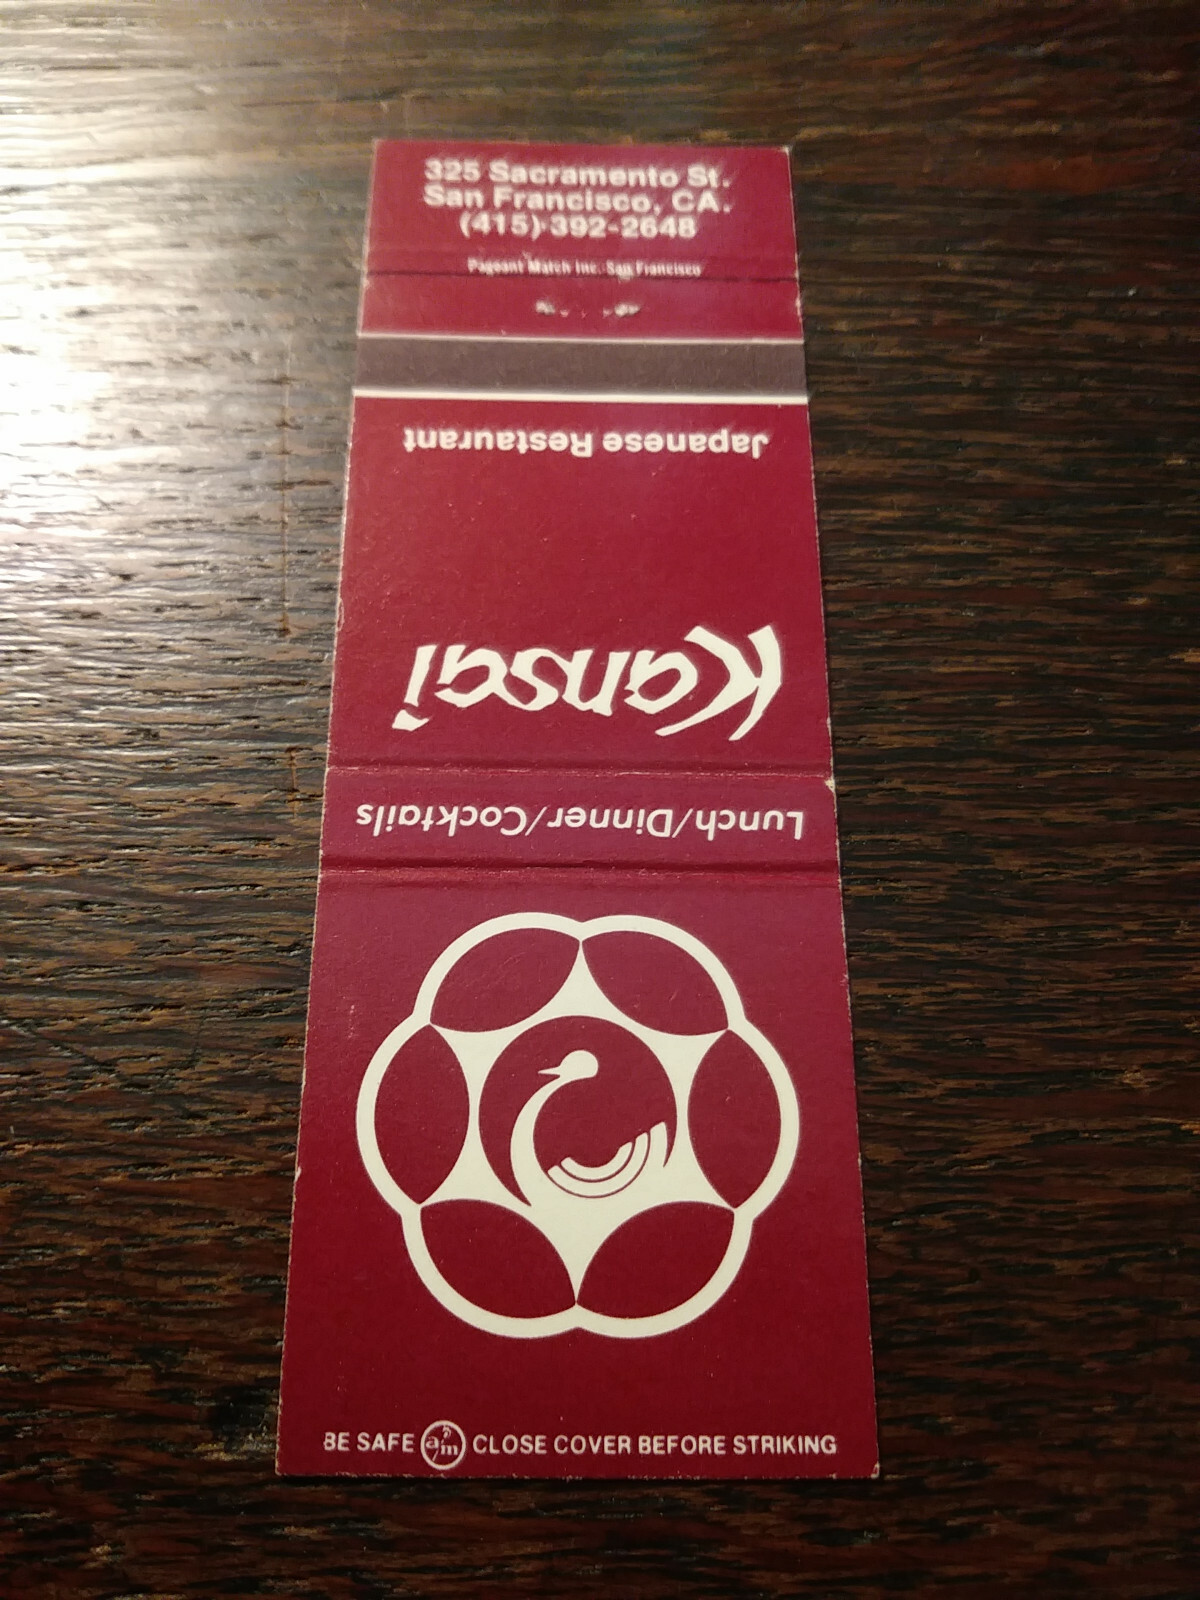 325 Sacramento St.
San Francisco, CA.
(415) 392-2648
Pageant Match Inc. San Francisco
Japanese Restaurant
Kansai
Lunch/Dinner/Cocktails
BE SAFE a/m CLOSE COVER BEFORE STRIKING